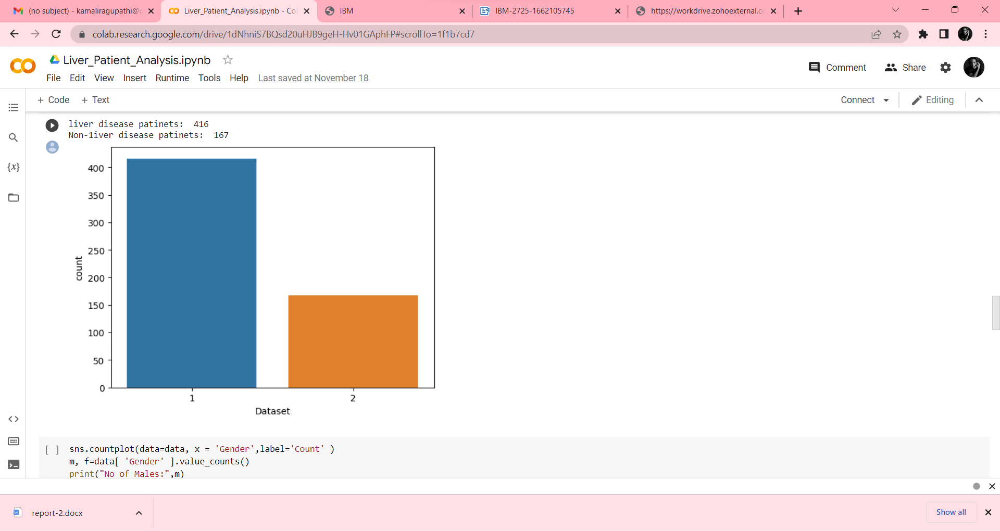 (no subject) - kamaliragupathi@g
Liver_Patient_Analysis.ipynb - Col
IBM
IBM-2725-1662105745
https://workdrive.zohoexternal.co
colab.research.google.com/drive/1dNhniS7BQsd20uHJB9geH-Hv01GAphFP#scrollTo=1f1b7cd7
Liver_Patient_Analysis.ipynb
Comment
Share
File Edit View Insert Runtime Tools Help Last saved at November 18
+ Code + Text
Connect
Editing
{x}
liver disease patinets:  416
Non-1iver disease patinets:  167
400
350
300
250
200
150
100
50
0
count
1 2
Dataset
[ ] sns.countplot(data=data, x = 'Gender',label='Count' )
m, f=data[ 'Gender' ].value_counts()
print("No of Males:",m)
report-2.docx
Show all